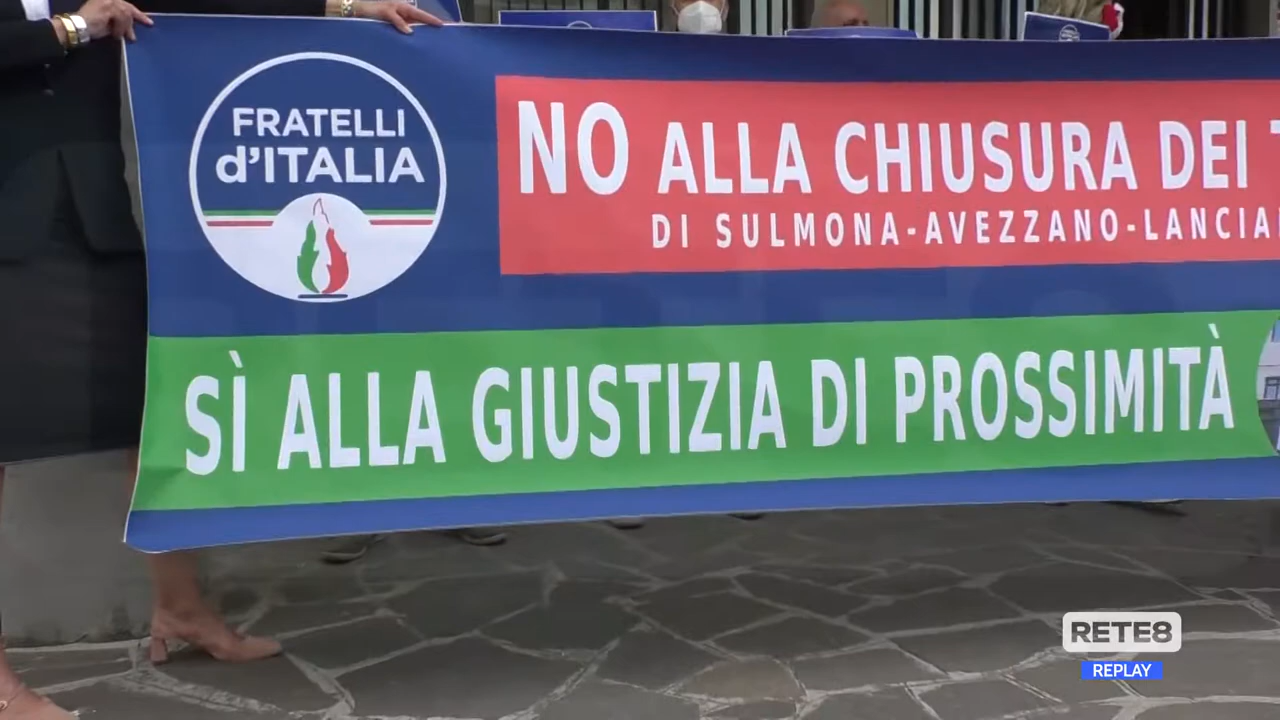 FRATELLI
d'ITALIA
NO ALLA CHIUSURA DEI
DI SULMONA-AVEZZANO-LANCIA
SÌ ALLA GIUSTIZIA DI PROSSIMITÀ
RETE8
REPLAY